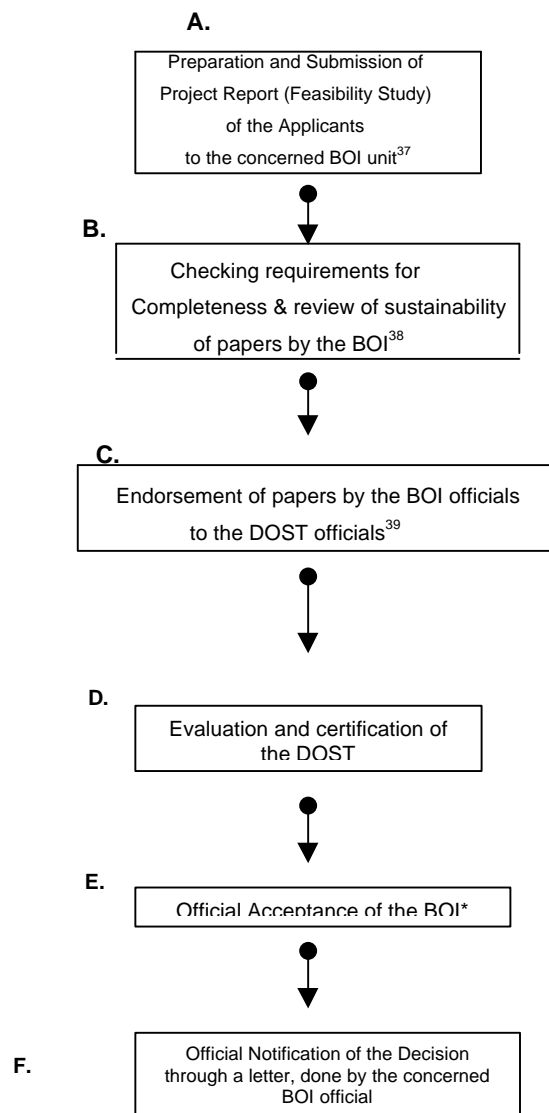 A.
Preparation and Submission of
Project Report (Feasibility Study)
of the Applicants
to the concerned BOI unit37
B.
Checking requirements for
Completeness & review of sustainability
of papers by the BOI38
C.
Endorsement of papers by the BOI officials
to the DOST officials39
D.
Evaluation and certification of
the DOST
E.
Official Acceptance of the BOI*
F.
Official Notification of the Decision
through a letter, done by the concerned
BOI official